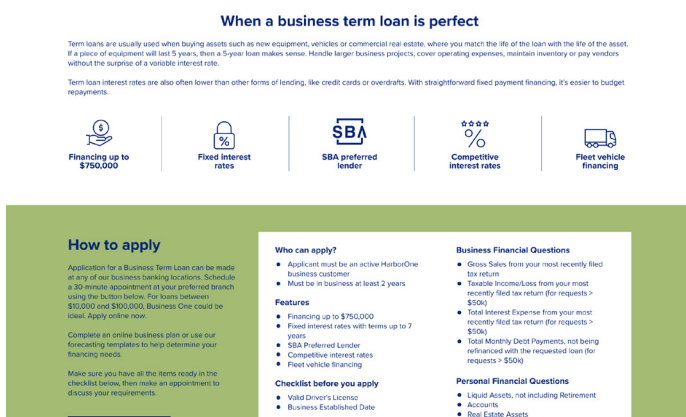 When a business term loan is perfect
Term loans are usually used when buying assets such as new equipment, vehicles or commercial real estate, where you match the life of the loan with the life of the asset.
If a piece of equipment will last 5 years, then a 5-year loan makes sense. Handle larger business projects, cover operating expenses, maintain inventory or pay vendors
without the surprise of a variable interest rate.
Term loan interest rates are also often lower than other forms of lending, like credit cards or overdrafts. With straightforward fixed payment financing, it's easier to budget
repayments.
$
Financing up to
$750,000
%
Fixed interest
rates
SBA
SBA preferred
lender
%
Competitive
interest rates
Fleet vehicle
financing
How to apply
Application for a Business Term Loan can be made
at any of our business banking locations. Schedule
a 30-minute appointment at your preferred branch
using the button below. For loans between
$10,000 and $100,000, Business One could be
ideal. Apply online now.
Complete an online business plan or use our
forecasting templates to help determine your
financing needs.
Make sure you have all the items ready in the
checklist below, then make an appointment to
discuss your requirements.
Who can apply?
Applicant must be an active HarborOne
business customer
Must be in business at least 2 years
Features
Financing up to $750,000
Fixed interest rates with terms up to 7
years
SBA Preferred Lender
Competitive interest rates
Fleet vehicle financing
Checklist before you apply
Valid Driver's License
Business Established Date
Business Financial Questions
Gross Sales from your most recently filed
tax return
Taxable Income/Loss from your most
recently filed tax return (for requests >
$50k)
Total Interest Expense from your most
recently filed tax return (for requests >
$50k)
Total Monthly Debt Payments, not being
refinanced with the requested loan (for
requests > $50k)
Personal Financial Questions
Liquid Assets, not including Retirement
Accounts
Real Estate Assets